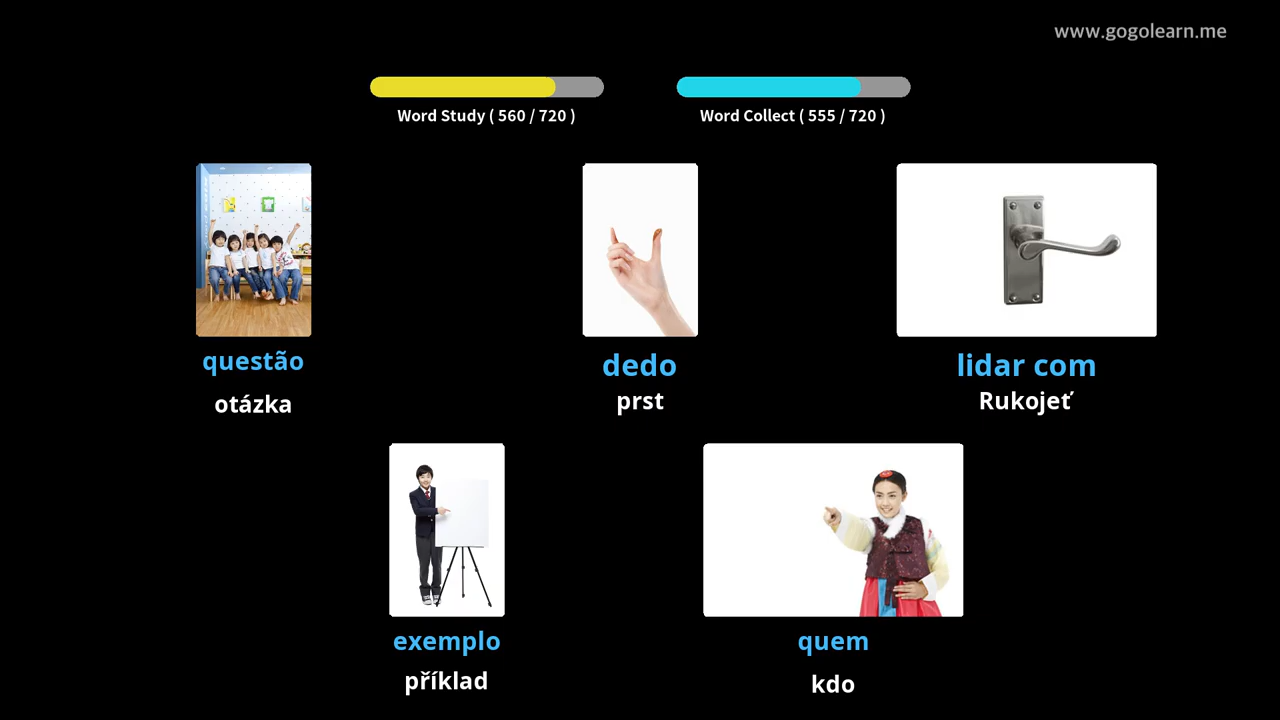 www.gogolearn.me
Word Study ( 560 / 720 )
Word Collect ( 555 / 720 )
questão
otázka
dedo
prst
lidar com
Rukojeť
exemplo
příklad
quem
kdo